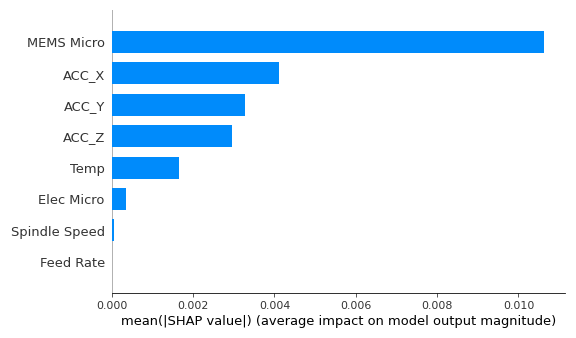 MEMS Micro
ACC_X
ACC_Y
ACC_Z
Temp
Elec Micro
Spindle Speed
Feed Rate
0.000 0.002 0.004 0.006 0.008 0.010
mean(|SHAP value|) (average impact on model output magnitude)